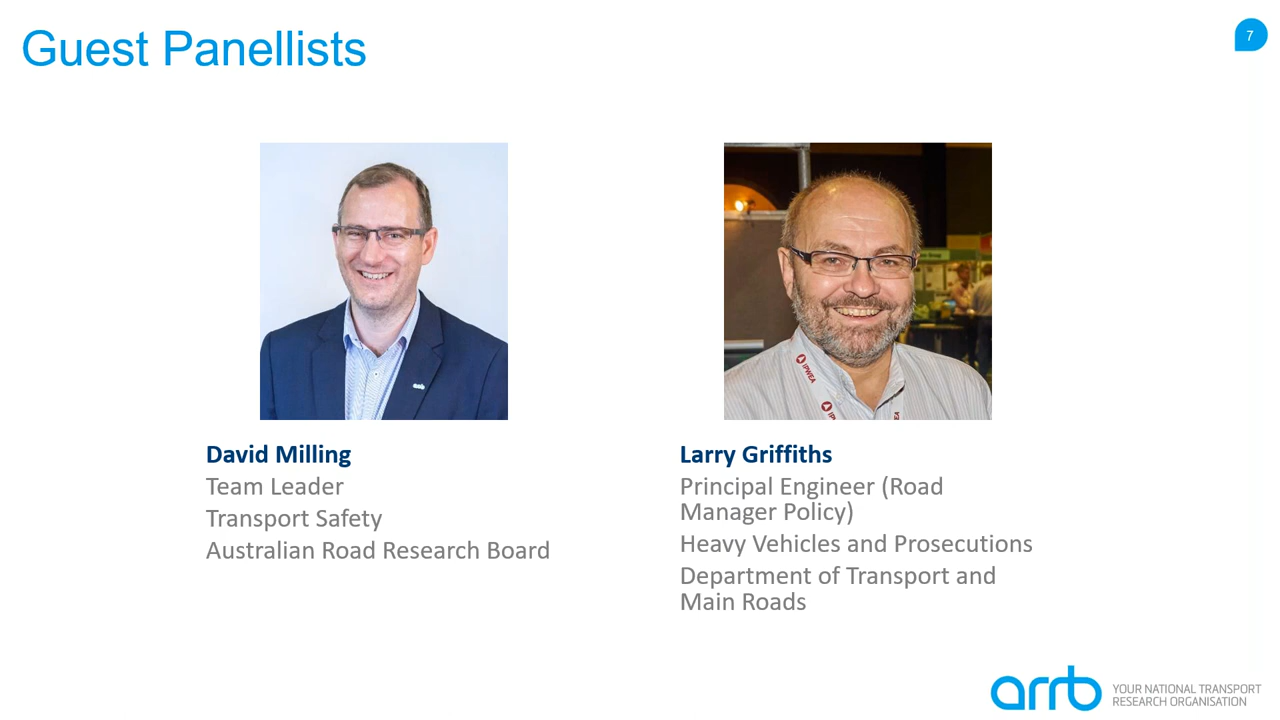 Guest Panellists
7
IPWEA
David Milling
Team Leader
Transport Safety
Australian Road Research Board
Larry Griffiths
Principal Engineer (Road
Manager Policy)
Heavy Vehicles and Prosecutions
Department of Transport and
Main Roads
arrb
YOUR NATIONAL TRANSPORT
RESEARCH ORGANISATION